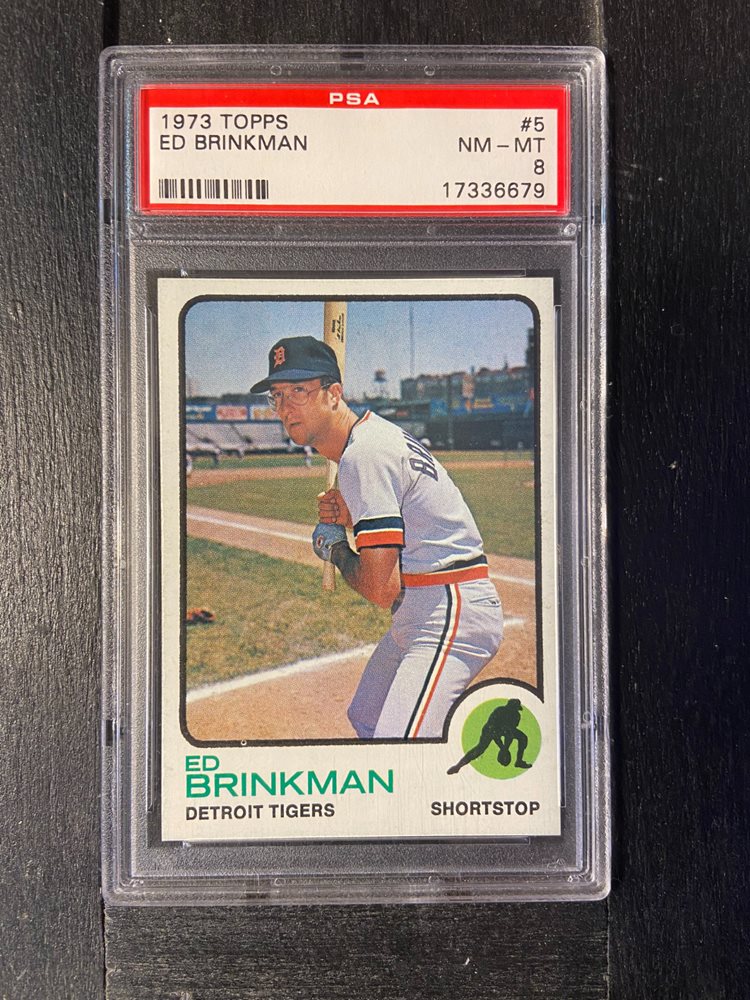 PSA
1973 TOPPS #5
ED BRINKMAN NM - MT
8
17336679
D
ED
BRINKMAN
DETROIT TIGERS SHORTSTOP